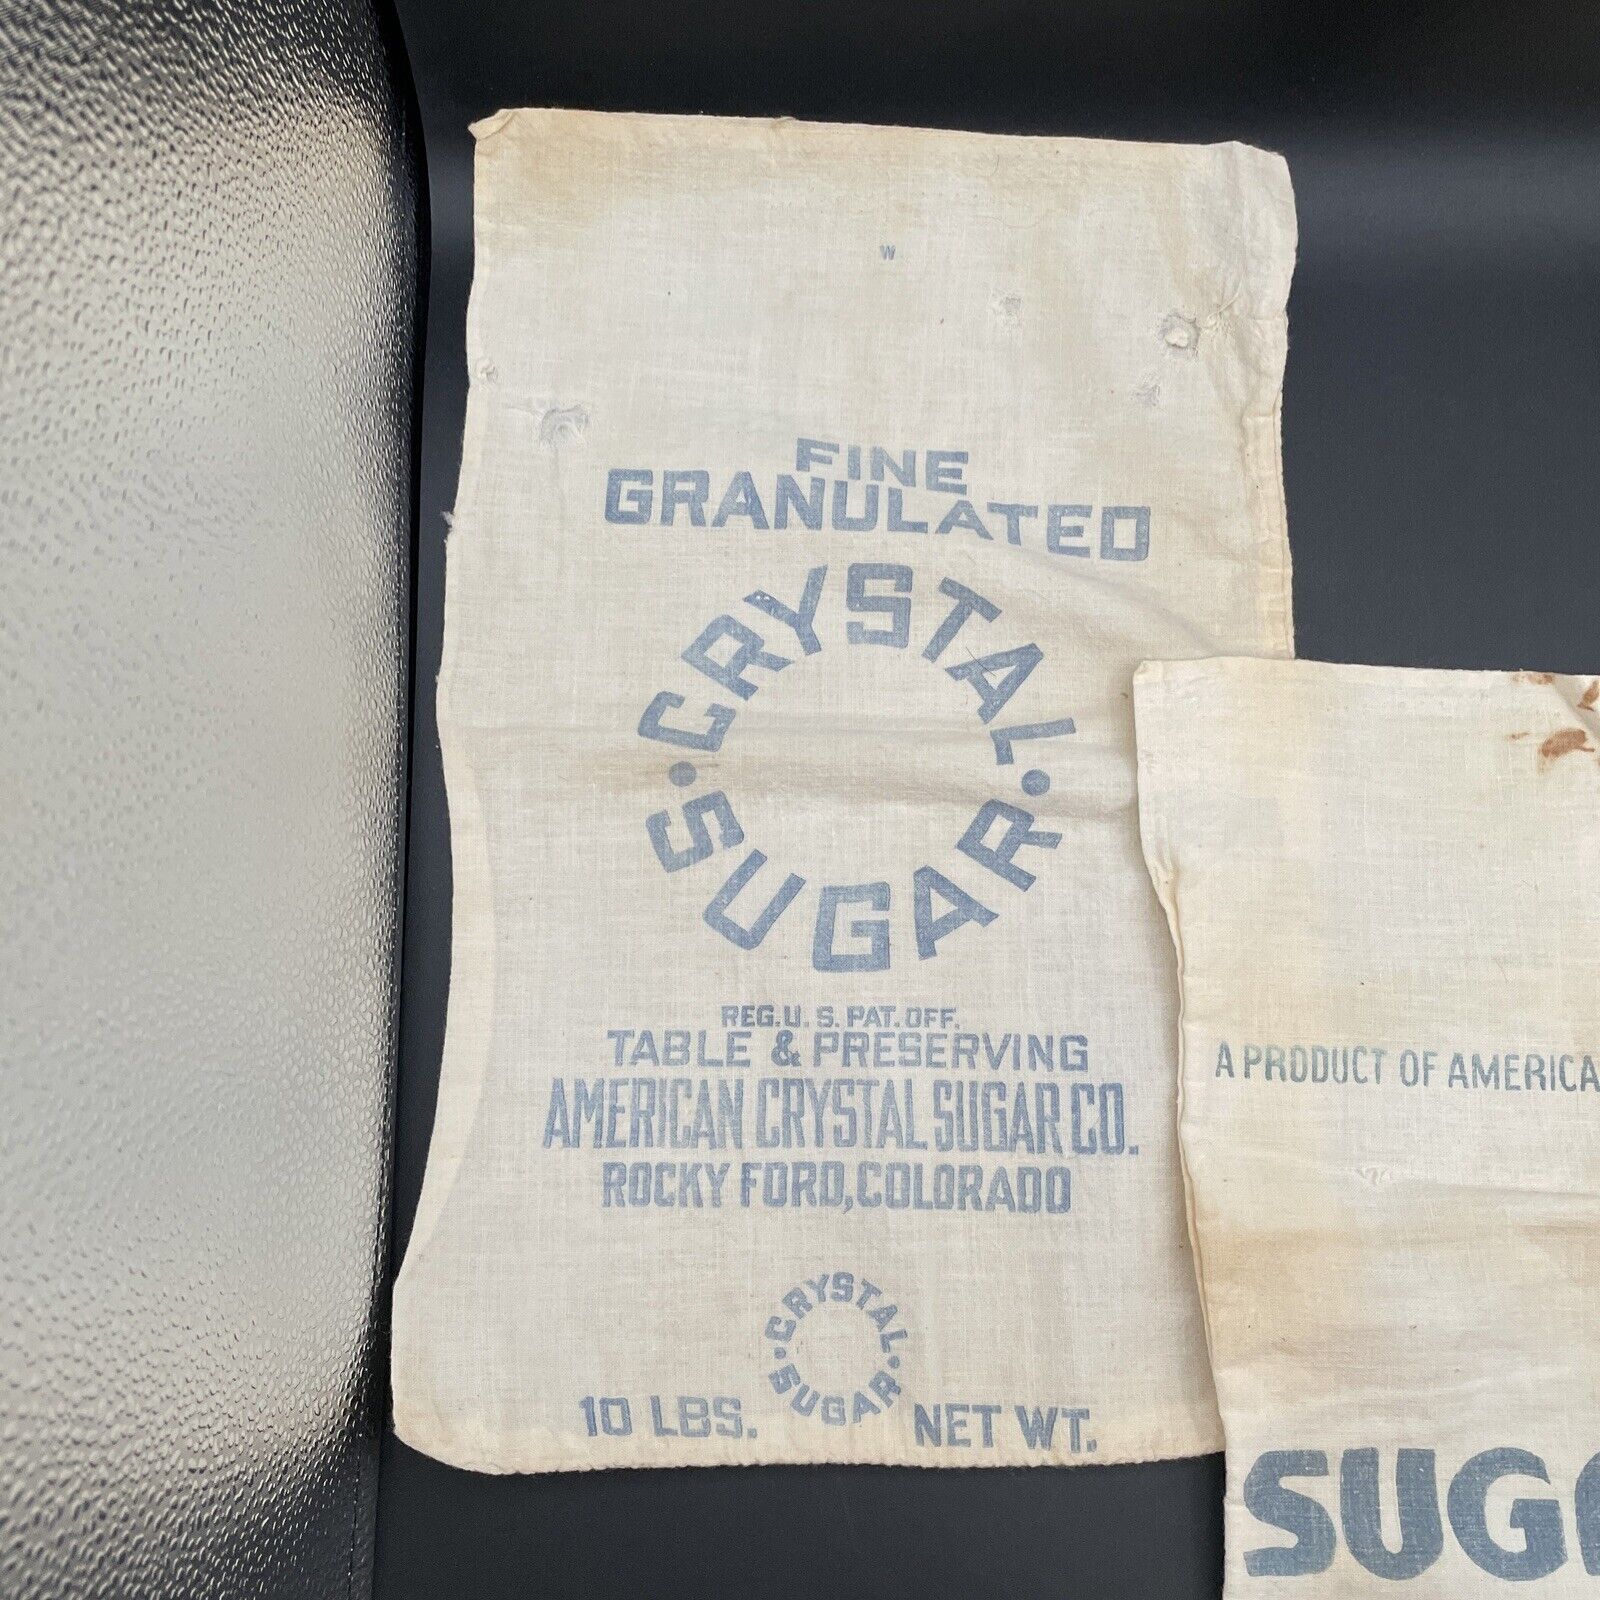 W
FINE
GRANULATED
·CRYSTAL·
SUGAR
REG. U. S. PAT. OFF.
TABLE & PRESERVING
AMERICAN CRYSTAL SUGAR CO.
ROCKY FORD, COLORADO
·CRYSTAL·
SUGAR
10 LBS. NET WT.
A PRODUCT OF AMERICA
SUG